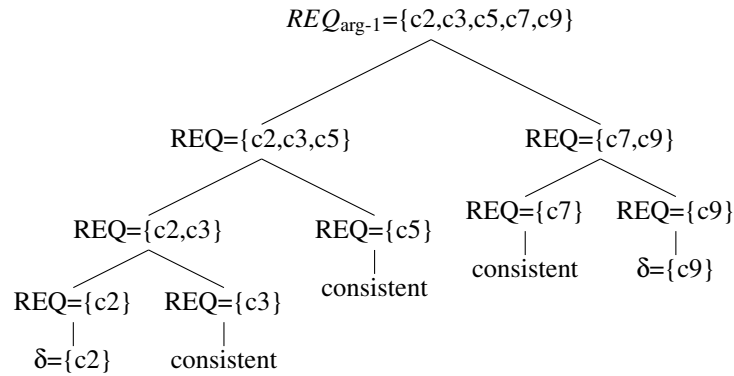 REQarg-1={c2,c3,c5,c7,c9}
REQ={c2,c3,c5} REQ={c7,c9}
REQ={c2,c3} REQ={c5} REQ={c7} REQ={c9}
consistent consistent δ={c9}
REQ={c2} REQ={c3}
δ={c2} consistent